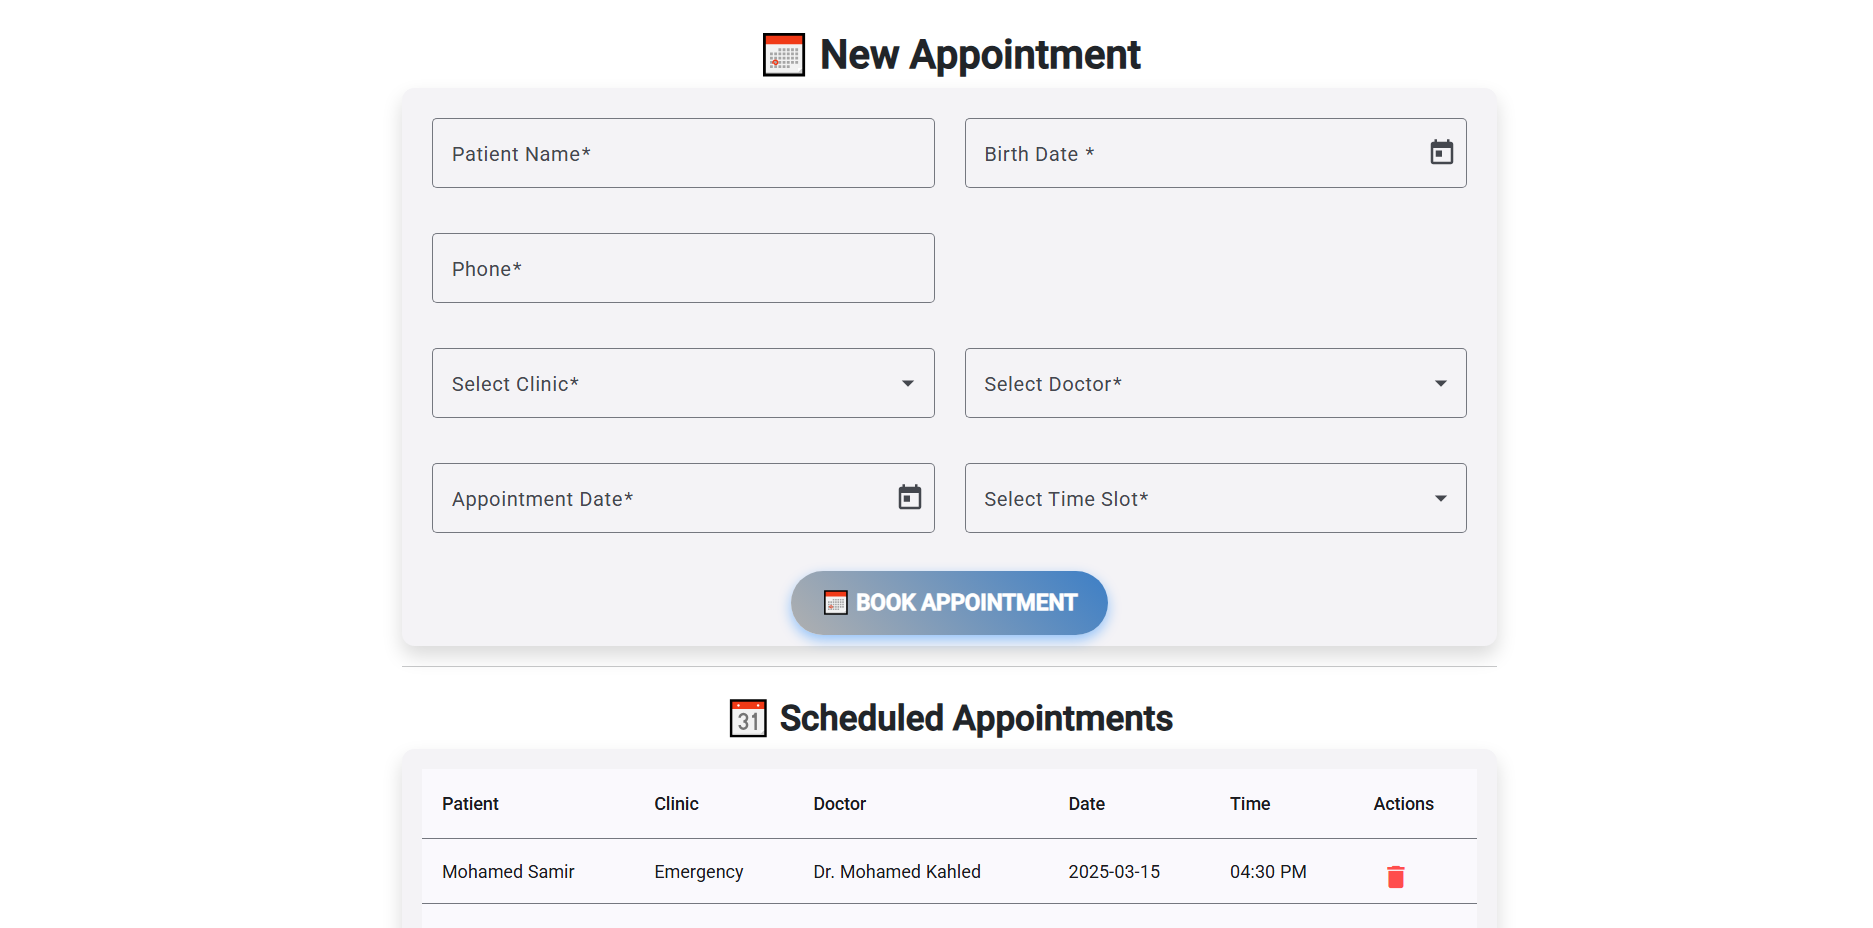 New Appointment
Patient Name*
Birth Date *
Phone*
Select Clinic*
Select Doctor*
Appointment Date*
Select Time Slot*
BOOK APPOINTMENT
31 Scheduled Appointments
Patient Clinic Doctor Date Time Actions
Mohamed Samir Emergency Dr. Mohamed Kahled 2025-03-15 04:30 PM